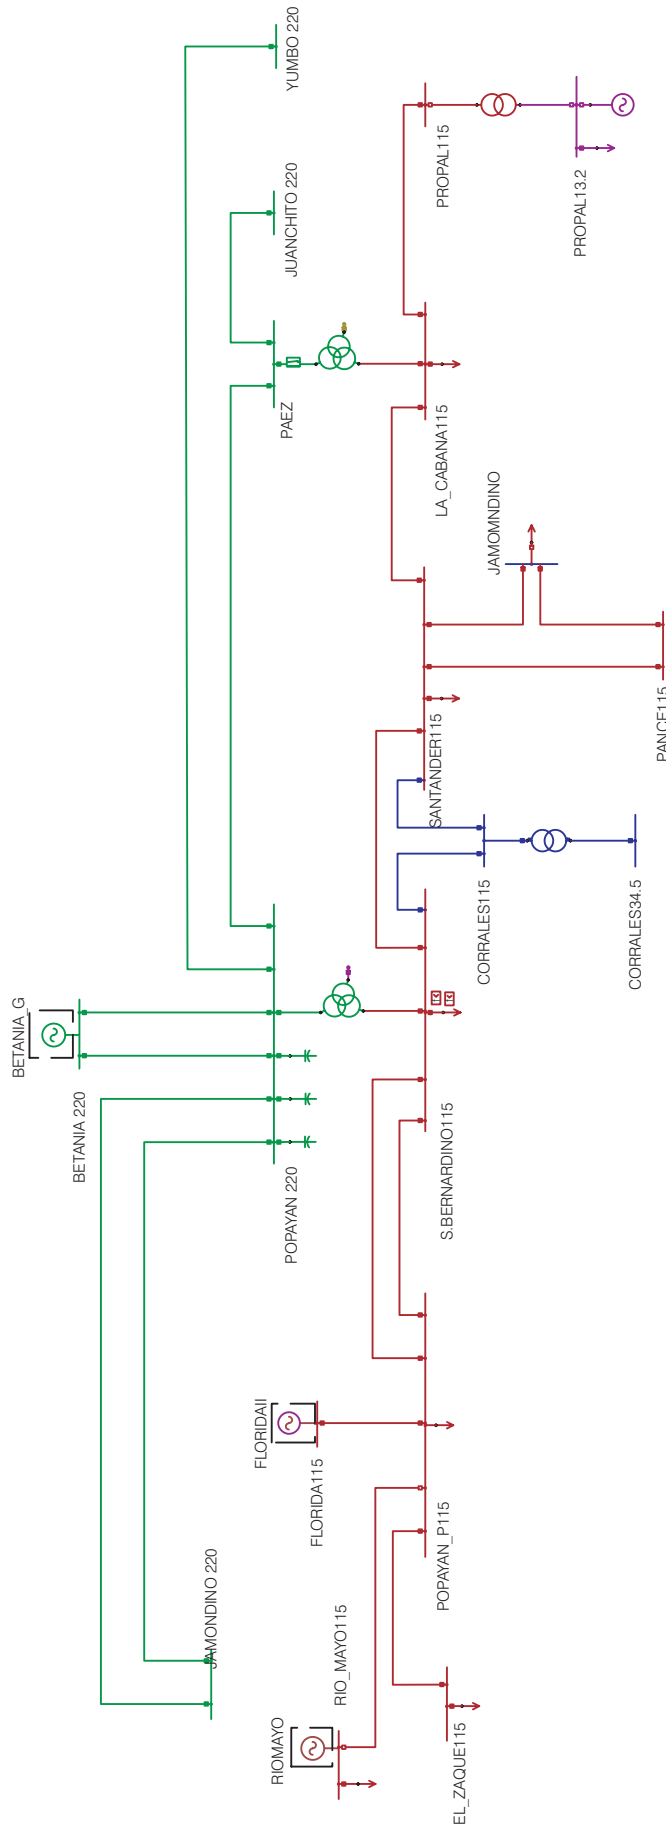 BETANIA_G
BETANIA 220
JAMONDINO 220
FLORIDAII
RIOMAYO
POPAYAN 220
PAEZ
JUANCHITO 220
YUMBO 220
FLORIDA115
RIO_MAYO115
POPAYAN_P115
S.BERNARDINO115
SANTANDER115
LA_CABANA115
PROPAL115
EL_ZAQUE115
CORRALES115
JAMOMNDINO
PROPAL13.2
CORRALES34.5
PANCE115